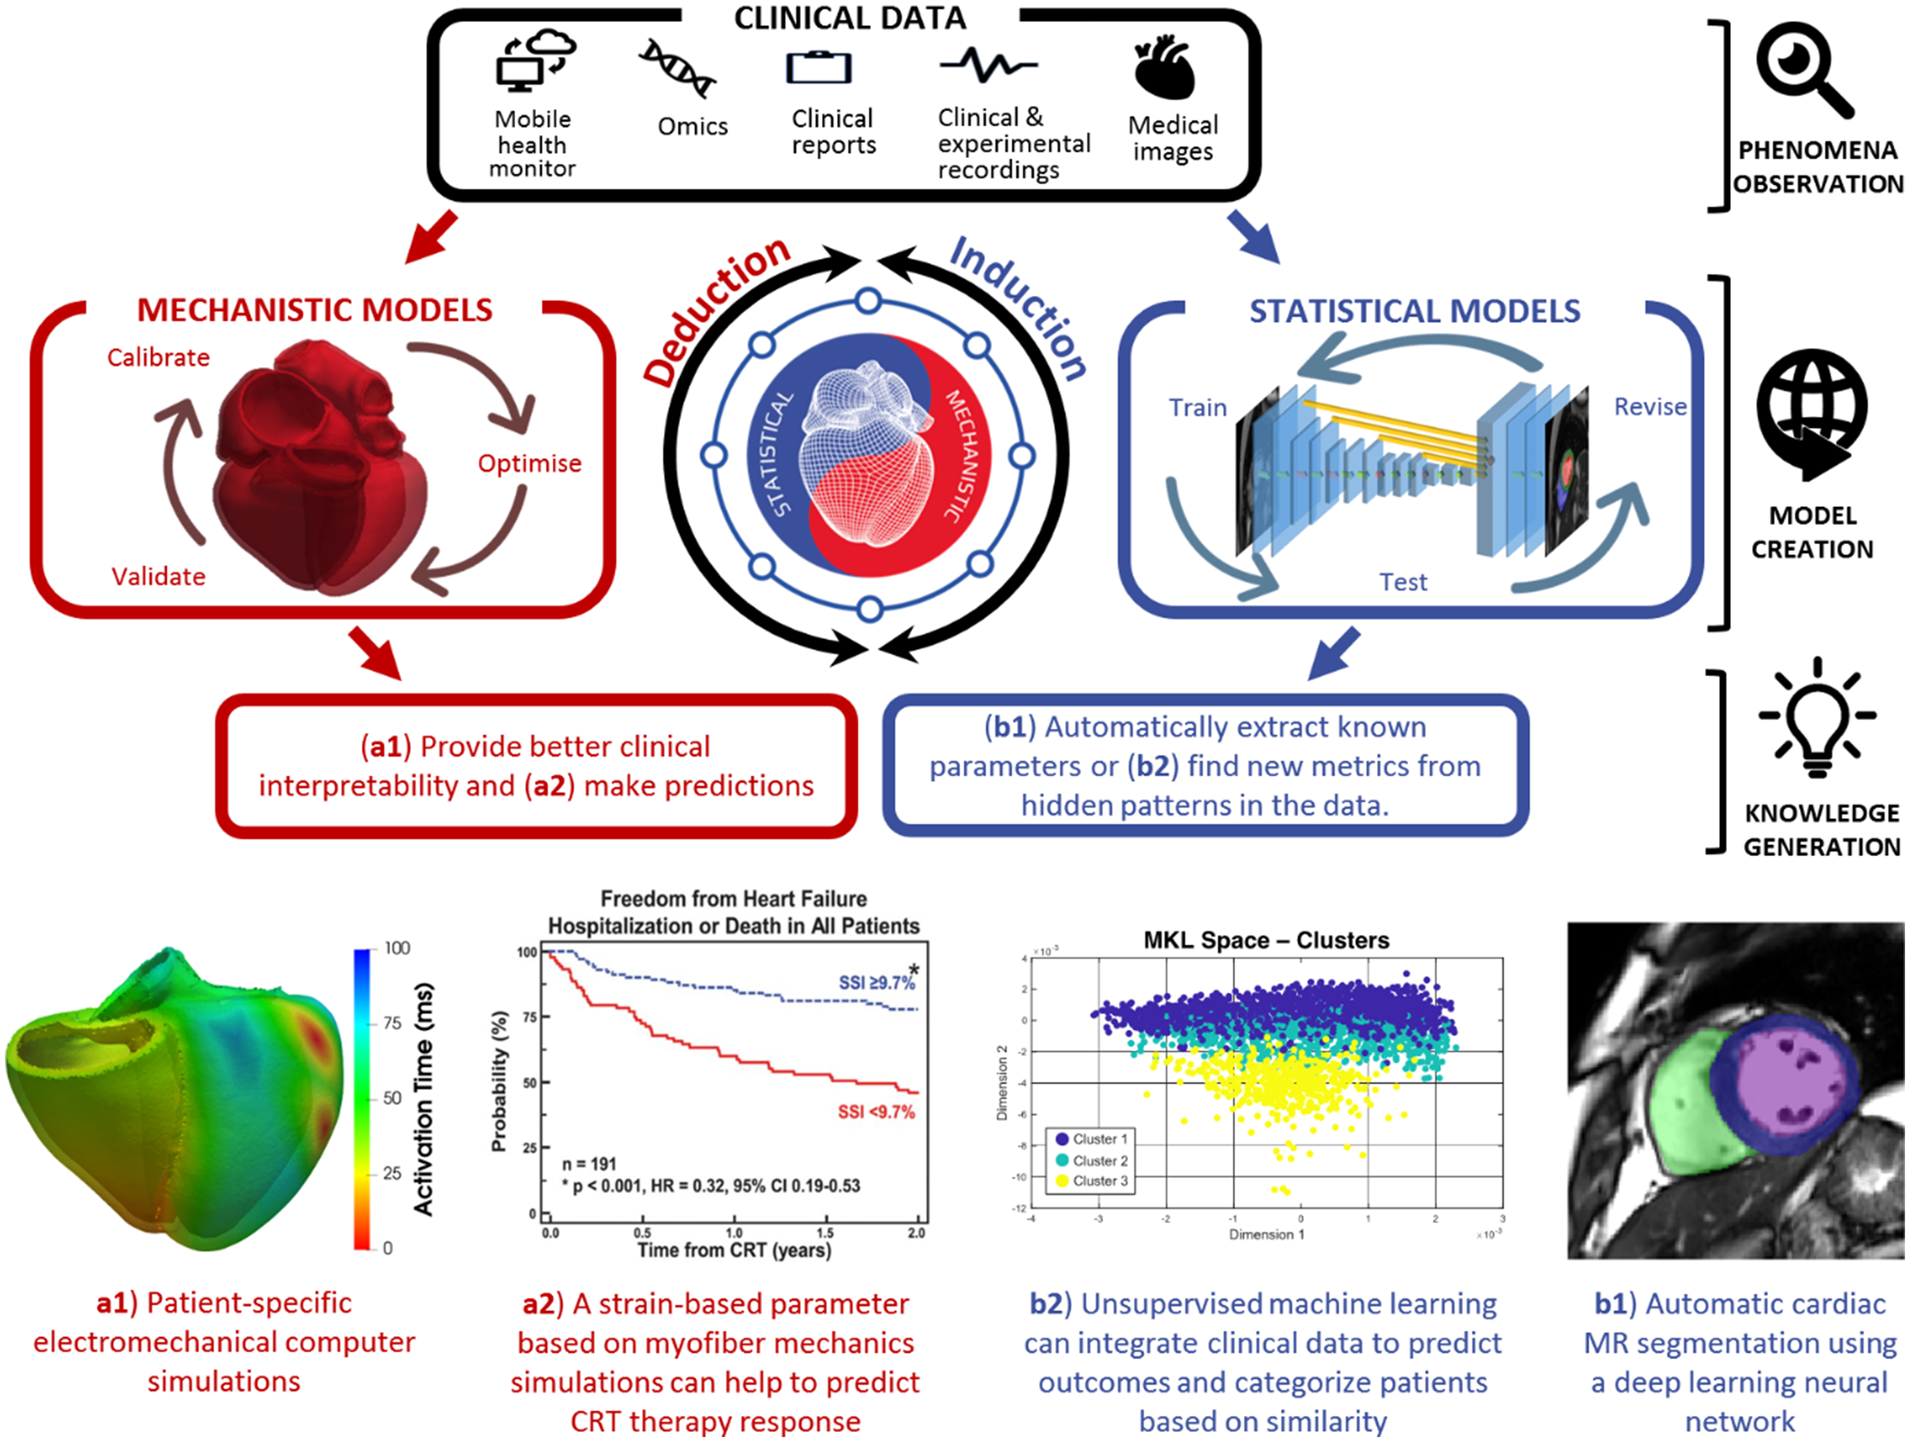 CLINICAL DATA
Mobile
health
monitor
Omics
Clinical
reports
Clinical &
experimental
recordings
Medical
images
PHENOMENA
OBSERVATION
MECHANISTIC MODELS
Calibrate
Optimise
Validate
Deduction
Induction
STATISTICAL
MECHANISTIC
STATISTICAL MODELS
Train
Revise
Test
MODEL
CREATION
(a1) Provide better clinical
interpretability and (a2) make predictions
(b1) Automatically extract known
parameters or (b2) find new metrics from
hidden patterns in the data.
KNOWLEDGE
GENERATION
100
75
50
25
0
Activation Time (ms)
Freedom from Heart Failure
Hospitalization or Death in All Patients
100
75
50
25
0
Probability (%)
SSI ≥9.7%
*
SSI <9.7%
n = 191
* p < 0.001, HR = 0.32, 95% CI 0.19-0.53
0.0 0.5 1.0 1.5 2.0
Time from CRT (years)
MKL Space – Clusters
×10⁻³
4
2
0
-2
-4
-6
-8
-10
-12
Dimension 2
Cluster 1
Cluster 2
Cluster 3
-4 -3 -2 -1 0 1 2 3
Dimension 1
×10⁻³
a1) Patient-specific
electromechanical computer
simulations
a2) A strain-based parameter
based on myofiber mechanics
simulations can help to predict
CRT therapy response
b2) Unsupervised machine learning
can integrate clinical data to predict
outcomes and categorize patients
based on similarity
b1) Automatic cardiac
MR segmentation using
a deep learning neural
network